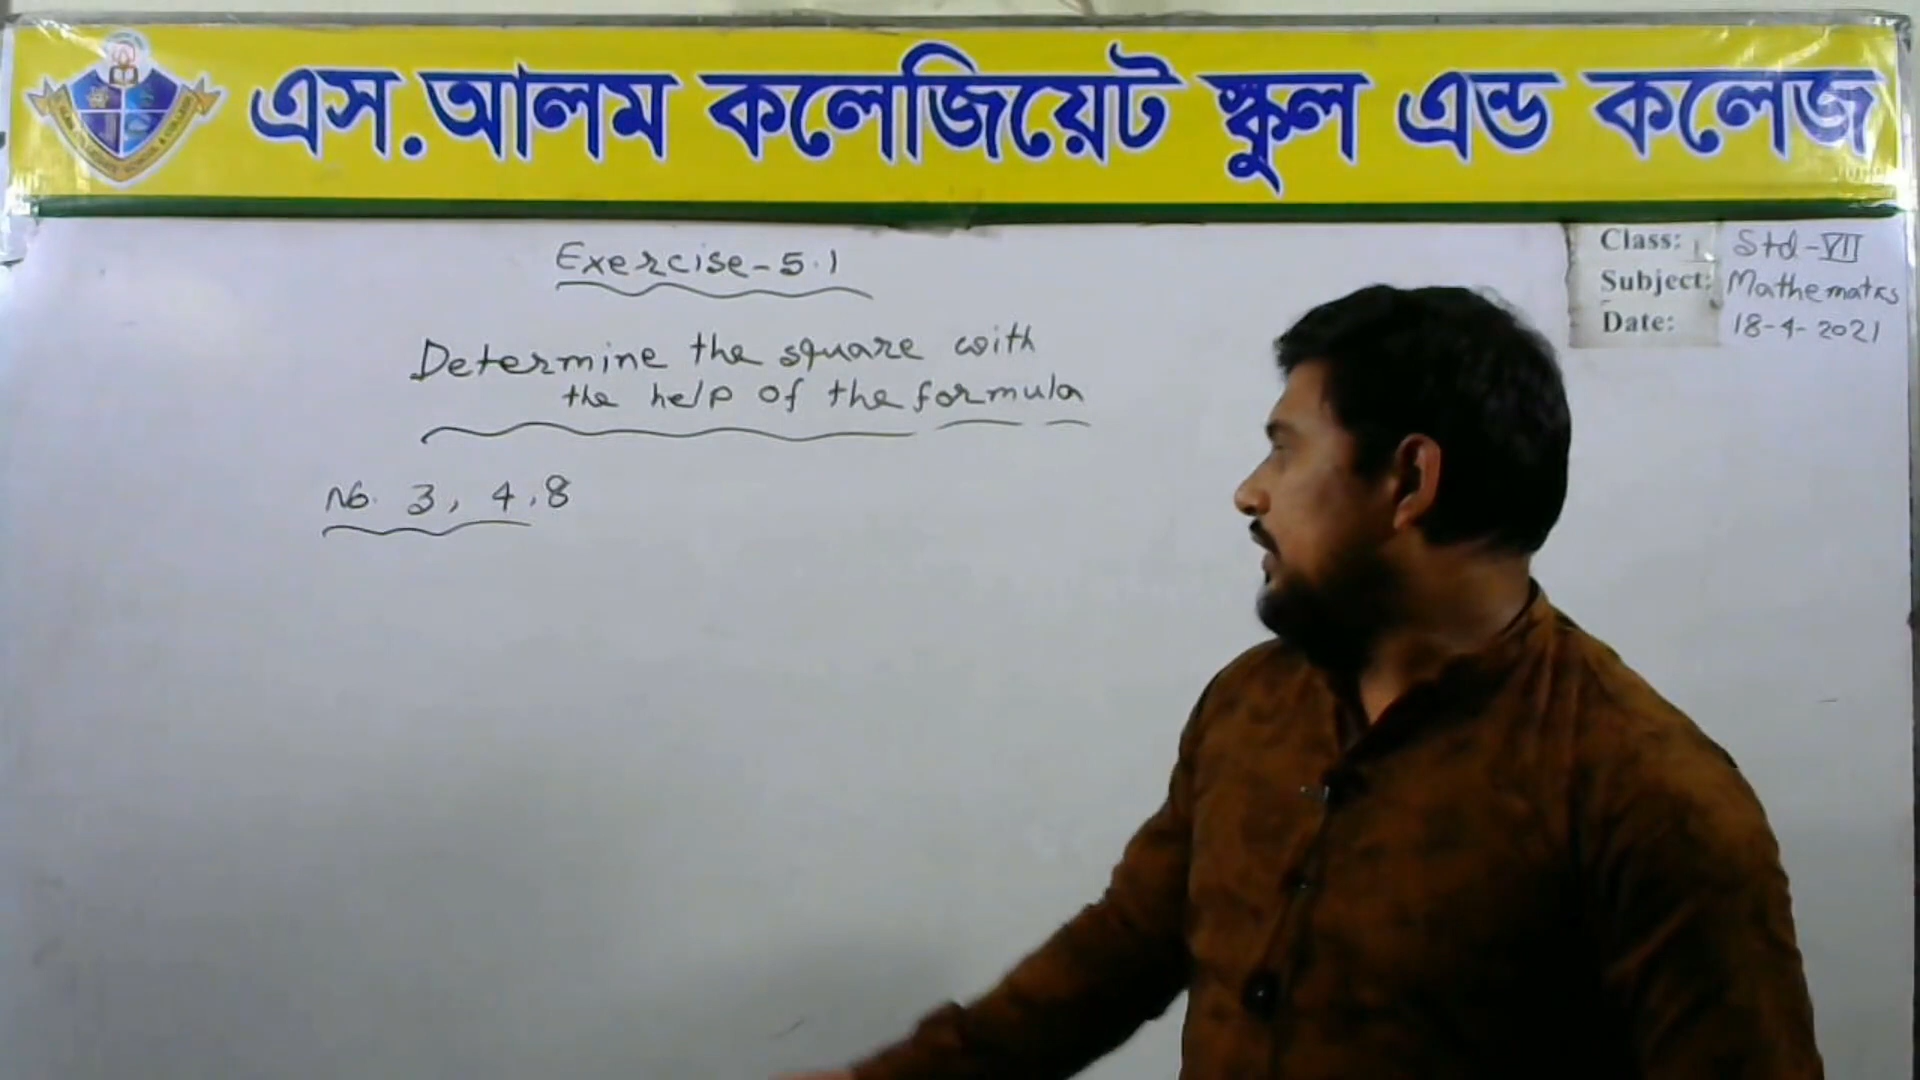 এস.আলম কলেজিয়েট স্কুল এন্ড কলেজ
Exercise-5.1
Class: Std-VII
Subject: Mathematics
Date: 18-4-2021
Determine the square with
the help of the formula
No. 3, 4, 8